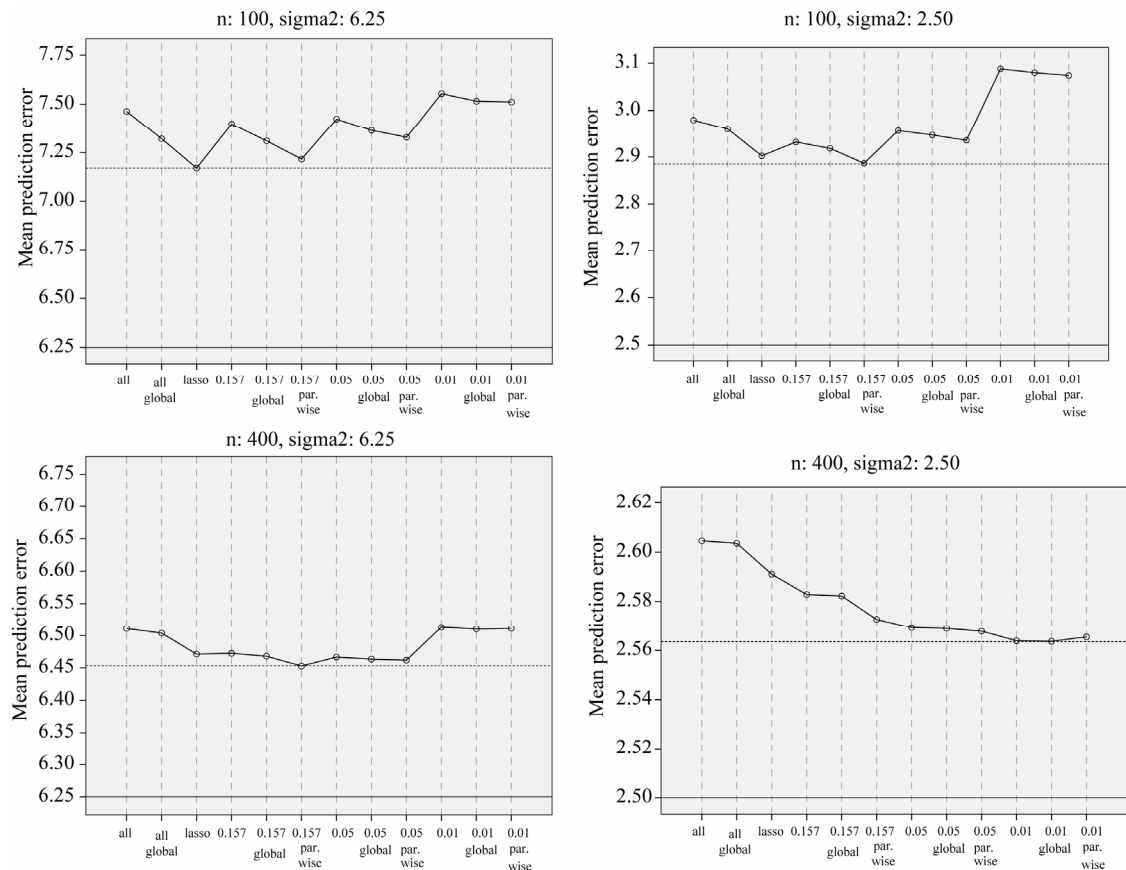 n: 100, sigma2: 6.25
Mean prediction error
7.75
7.50
7.25
7.00
6.75
6.50
6.25
all
all
global
lasso
0.157
0.157
global
0.157
par.
wise
0.05
0.05
global
0.05
par.
wise
0.01
0.01
global
0.01
par.
wise
n: 100, sigma2: 2.50
Mean prediction error
3.1
3.0
2.9
2.8
2.7
2.6
2.5
all
all
global
lasso
0.157
0.157
global
0.157
par.
wise
0.05
0.05
global
0.05
par.
wise
0.01
0.01
global
0.01
par.
wise
n: 400, sigma2: 6.25
Mean prediction error
6.75
6.70
6.65
6.60
6.55
6.50
6.45
6.40
6.35
6.30
6.25
all
all
global
lasso
0.157
0.157
global
0.157
par.
wise
0.05
0.05
global
0.05
par.
wise
0.01
0.01
global
0.01
par.
wise
n: 400, sigma2: 2.50
Mean prediction error
2.62
2.60
2.58
2.56
2.54
2.52
2.50
all
all
global
lasso
0.157
0.157
global
0.157
par.
wise
0.05
0.05
global
0.05
par.
wise
0.01
0.01
global
0.01
par.
wise